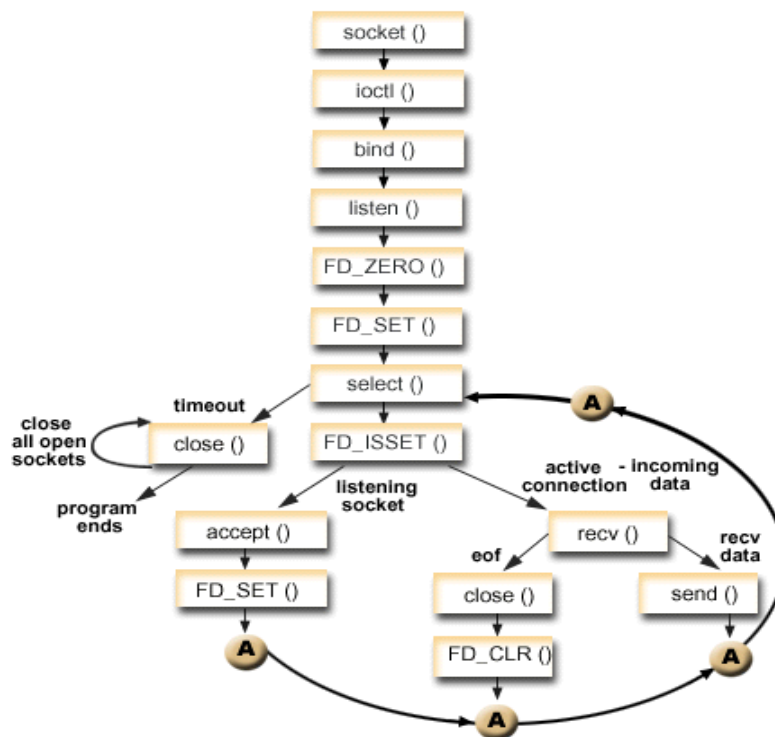 socket ()
ioctl ()
bind ()
listen ()
FD_ZERO ()
FD_SET ()
select ()
A
timeout
close
all open
sockets
close ()
FD_ISSET ()
program
ends
listening
socket
active
connection
- incoming
data
accept ()
recv ()
eof
recv
data
FD_SET ()
close ()
send ()
A
FD_CLR ()
A
A